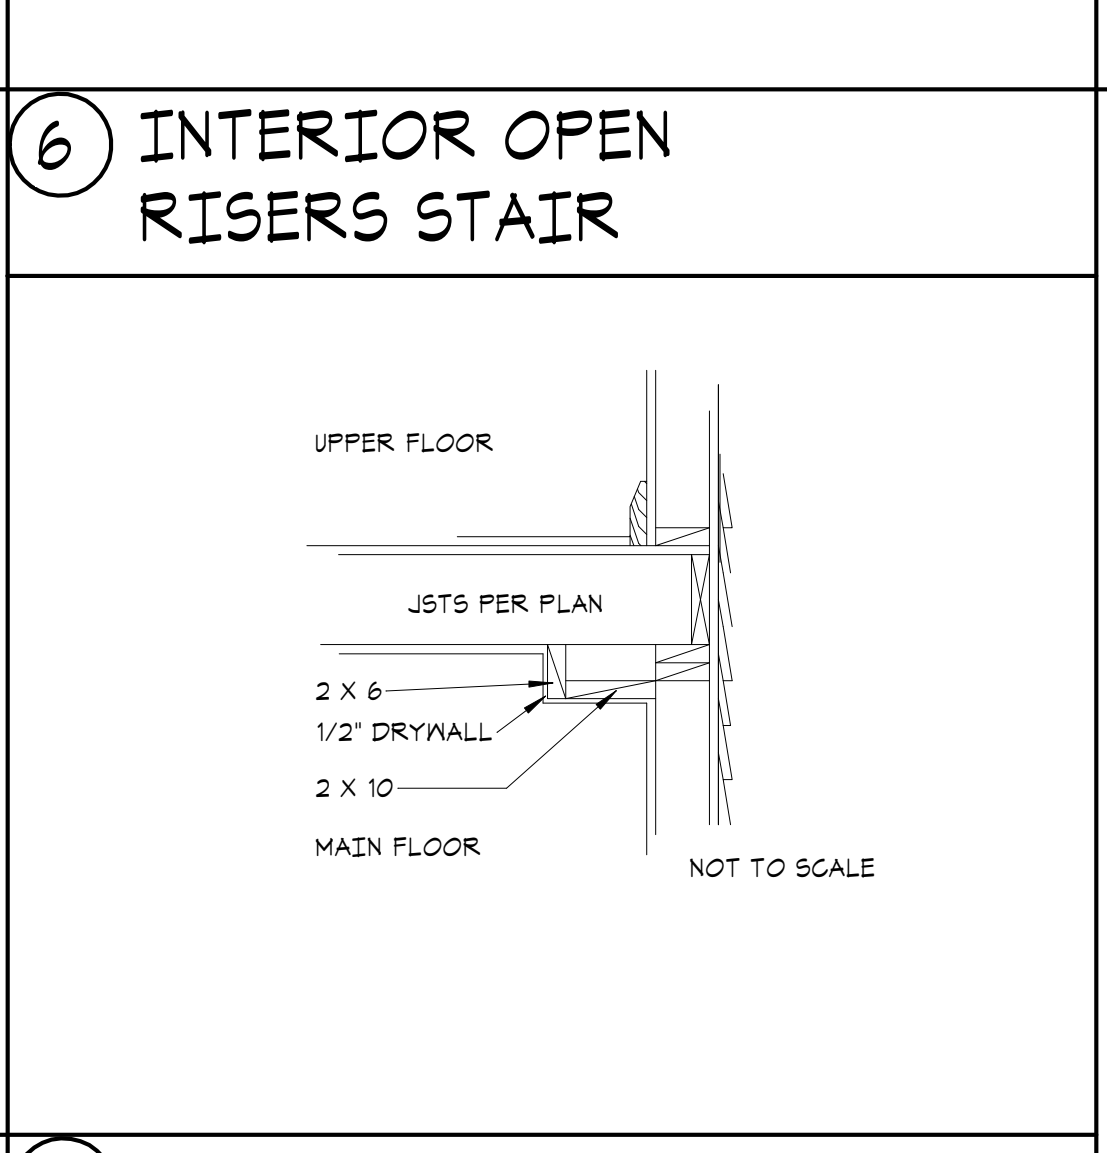 6
INTERIOR OPEN
RISERS STAIR
UPPER FLOOR
JSTS PER PLAN
2 X 6
1/2" DRYWALL
2 X 10
MAIN FLOOR
NOT TO SCALE